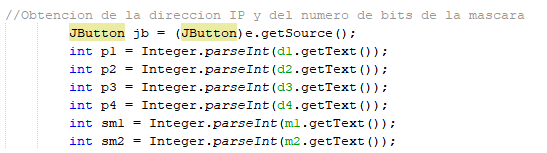 //Obtencion de la direccion IP y del numero de bits de la mascara
JButton jb = (JButton)e.getSource();
int p1 = Integer.parseInt(d1.getText());
int p2 = Integer.parseInt(d2.getText());
int p3 = Integer.parseInt(d3.getText());
int p4 = Integer.parseInt(d4.getText());
int sm1 = Integer.parseInt(m1.getText());
int sm2 = Integer.parseInt(m2.getText());